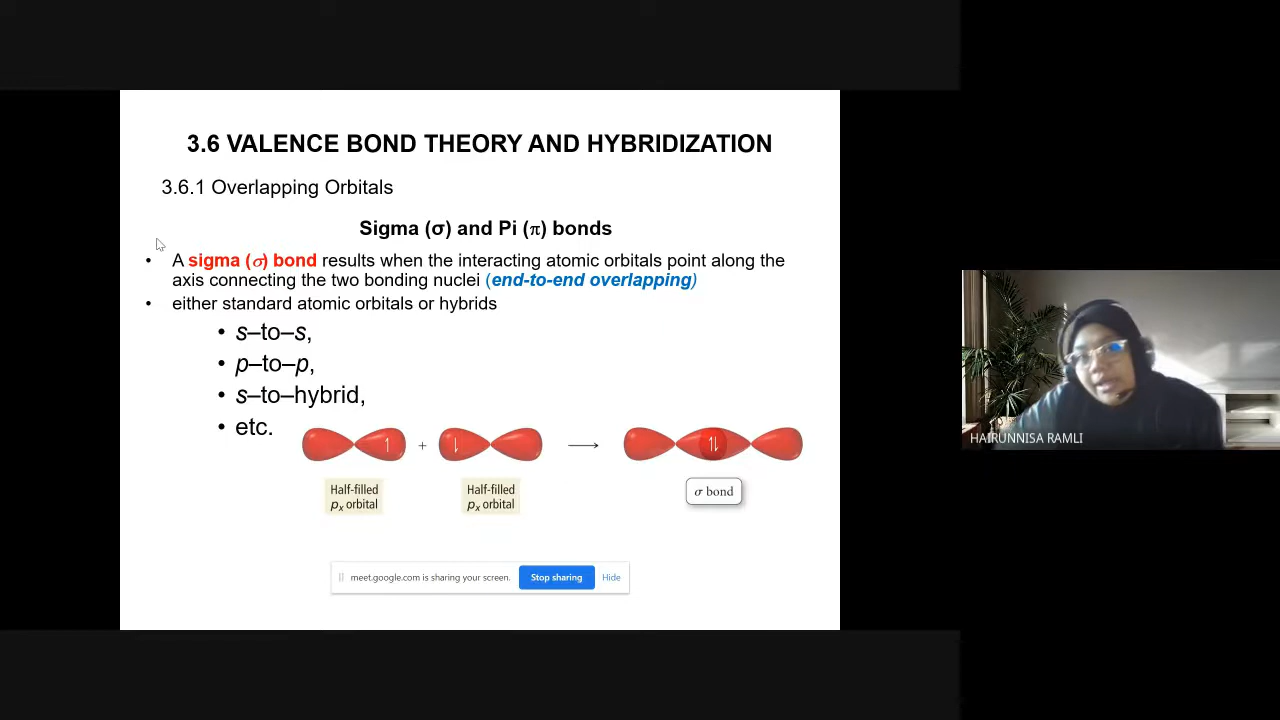 3.6 VALENCE BOND THEORY AND HYBRIDIZATION
3.6.1 Overlapping Orbitals
Sigma (σ) and Pi (π) bonds
• A sigma (σ) bond results when the interacting atomic orbitals point along the
axis connecting the two bonding nuclei (end-to-end overlapping)
• either standard atomic orbitals or hybrids
• s–to–s,
• p–to–p,
• s–to–hybrid,
• etc.
↿ + ⇂ ⟶ ⥮
Half-filled
pₓ orbital
Half-filled
pₓ orbital
σ bond
meet.google.com is sharing your screen. Stop sharing Hide
HAIRUNNISA RAMLI